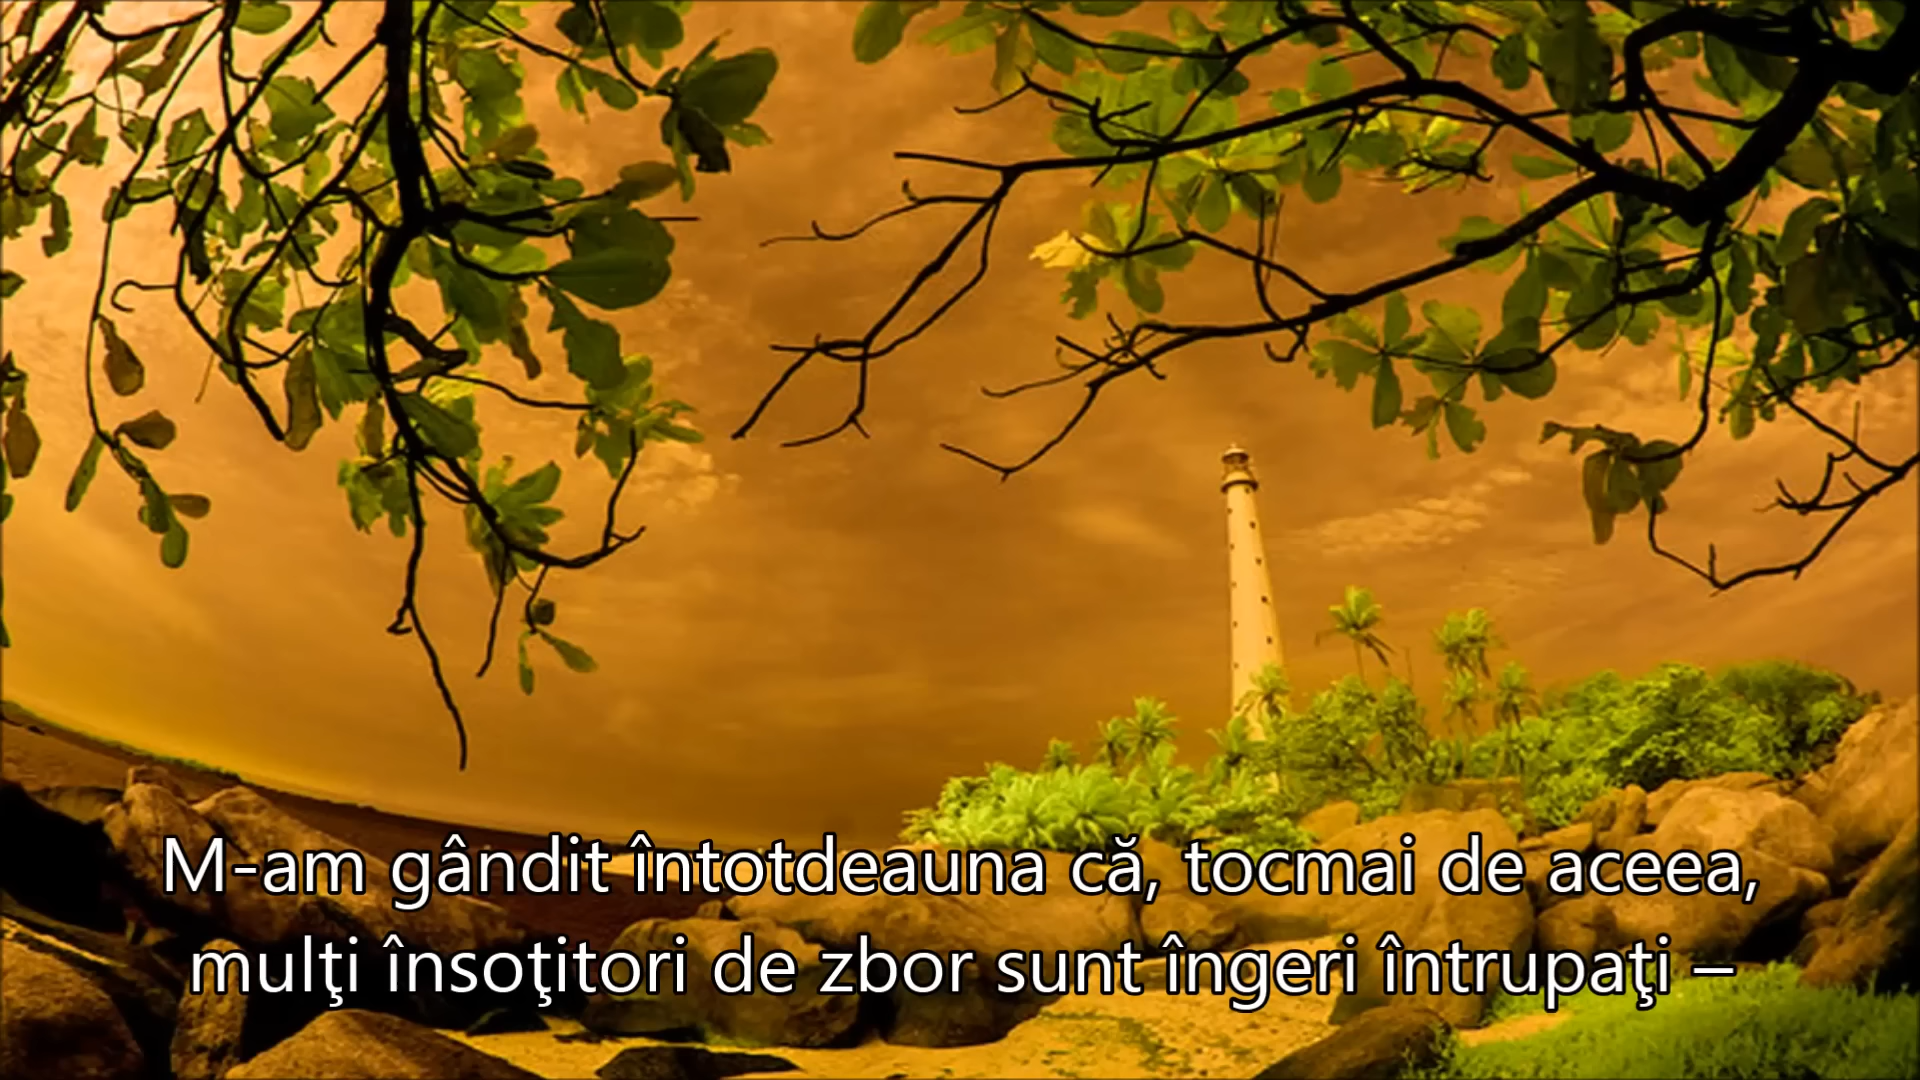 M-am gândit întotdeauna că, tocmai de aceea,
mulţi însoţitori de zbor sunt îngeri întrupaţi –